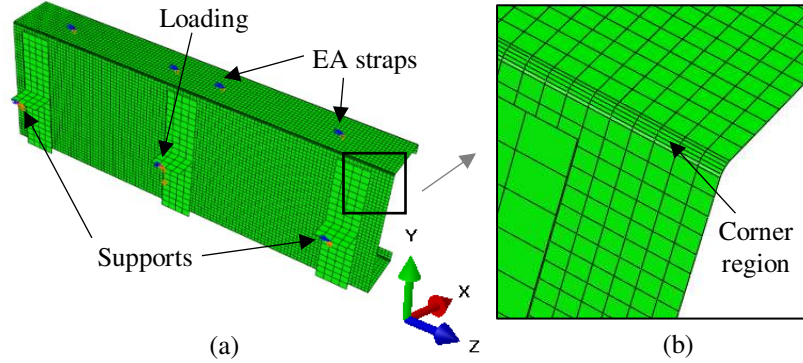 Loading
EA straps
Supports
Y
X
Z
Corner
region
(a)
(b)